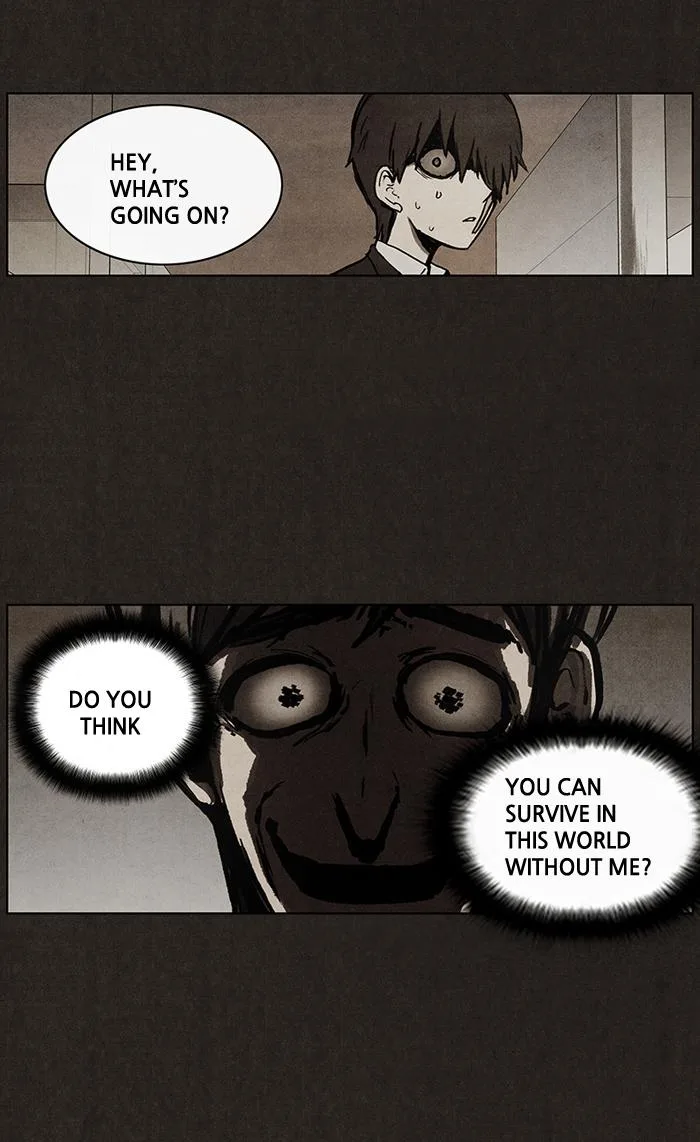 HEY,
WHAT'S
GOING ON?
DO YOU
THINK
YOU CAN
SURVIVE IN
THIS WORLD
WITHOUT ME?